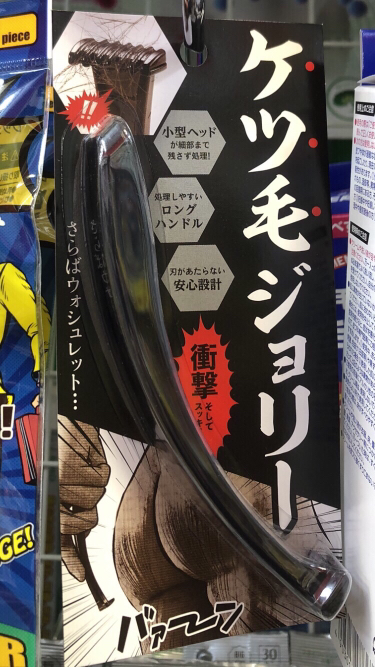 piece
ケツ毛ジョリー
!!
小型ヘッド
が細部まで
残さず処理!
処理しやすい
ロング
ハンドル
刃があたらない
安心設計
さらばウォシュレット…
衝撃
そして
バァーーン
!
GE!
R
30